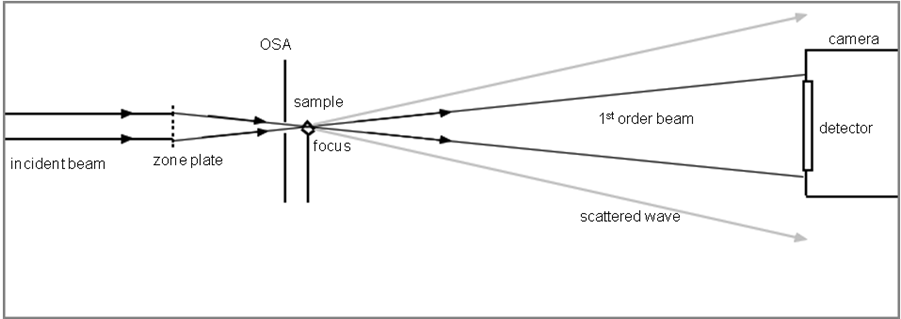 OSA
camera
sample
1st order beam
detector
focus
incident beam
zone plate
scattered wave